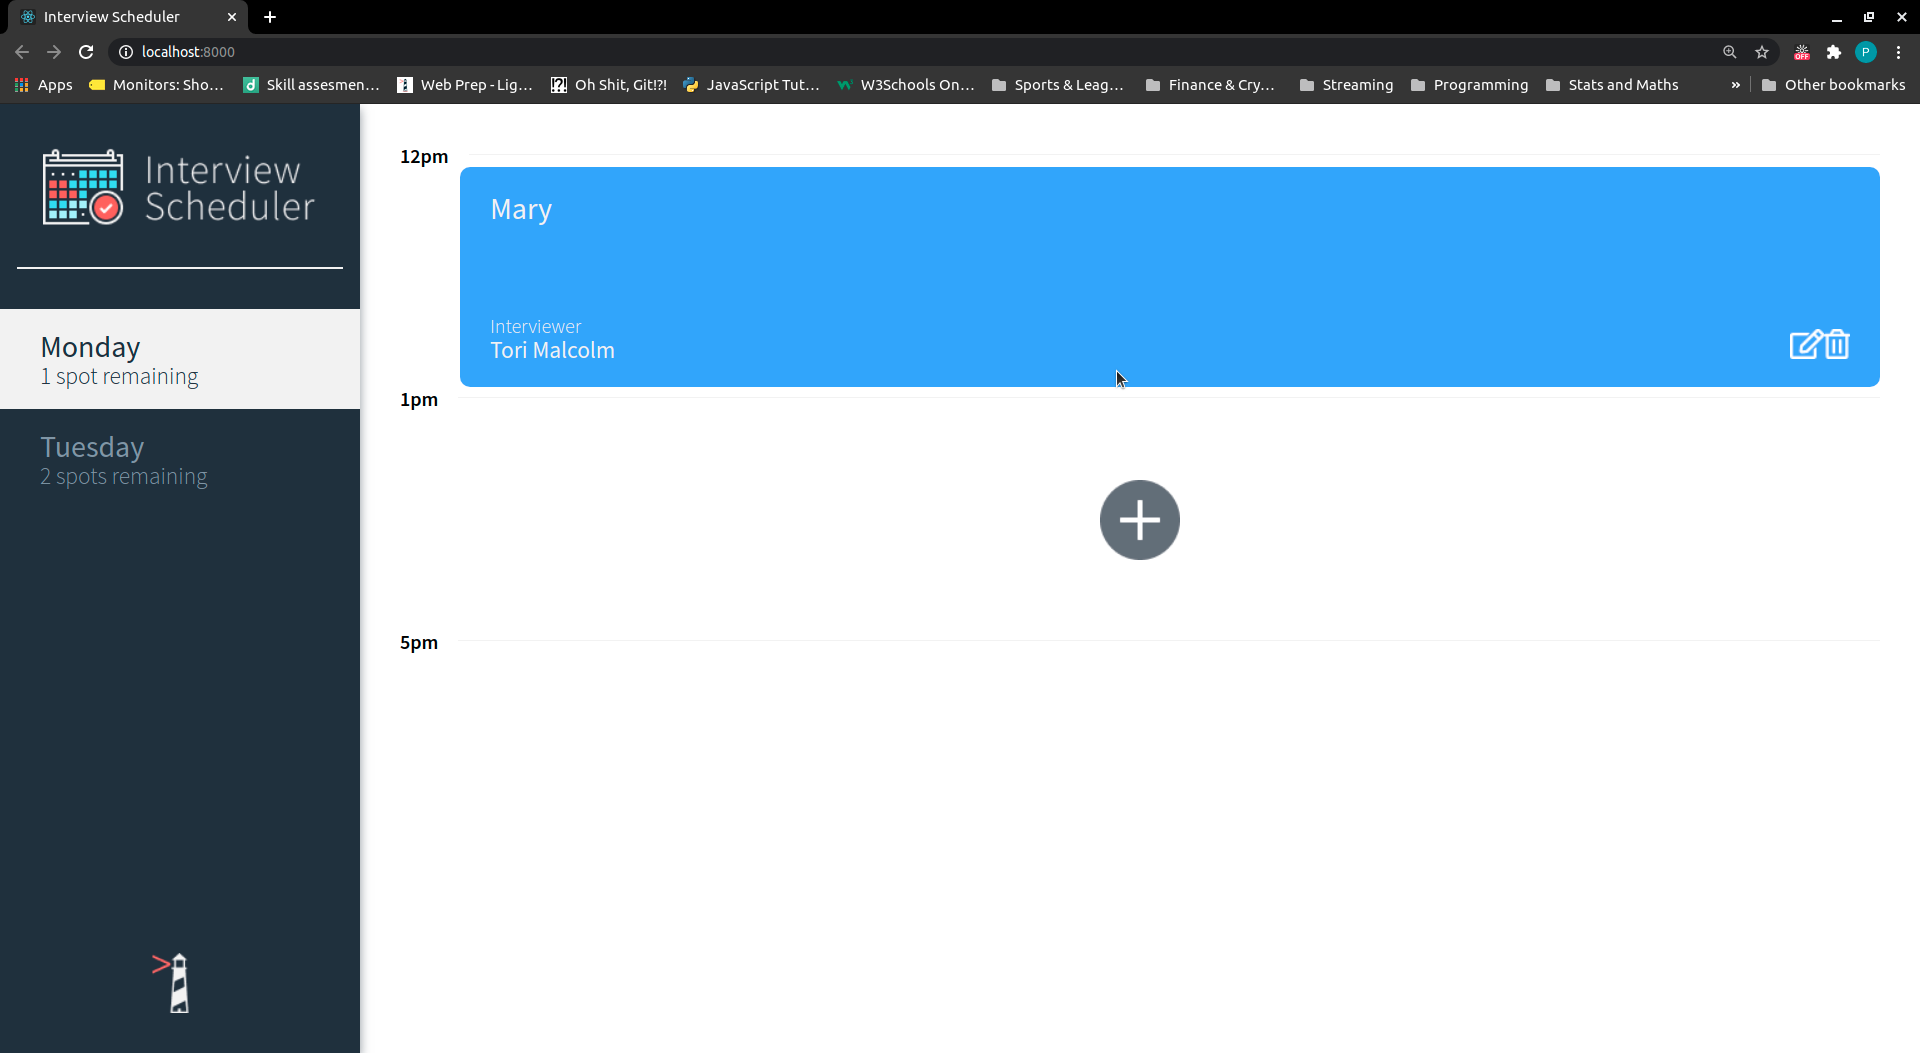 Interview Scheduler
localhost:8000
P
Apps
Monitors: Sho...
Skill assesmen...
Web Prep - Lig...
Oh Shit, Git!?!
JavaScript Tut...
W3Schools On...
Sports & Leag...
Finance & Cry...
Streaming
Programming
Stats and Maths
»
Other bookmarks
OFF
Interview
Scheduler
Monday
1 spot remaining
Tuesday
2 spots remaining
12pm
Mary
Interviewer
Tori Malcolm
1pm
5pm